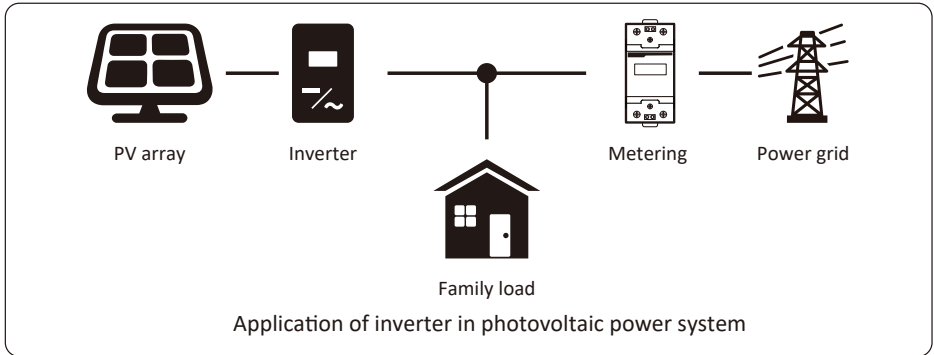 PV array
Inverter
Metering
Power grid
Family load
Application of inverter in photovoltaic power system